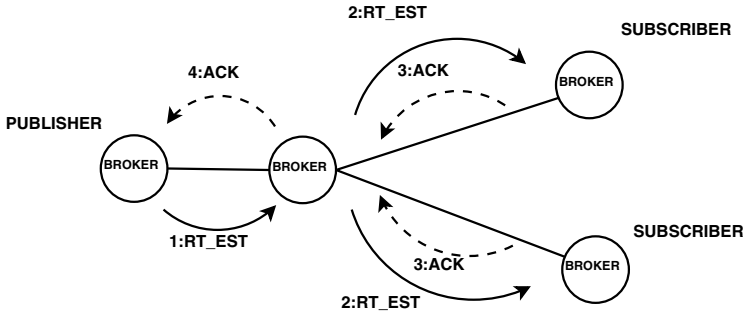 2:RT_EST
SUBSCRIBER
4:ACK
3:ACK
BROKER
PUBLISHER
BROKER
BROKER
1:RT_EST
SUBSCRIBER
3:ACK
BROKER
2:RT_EST